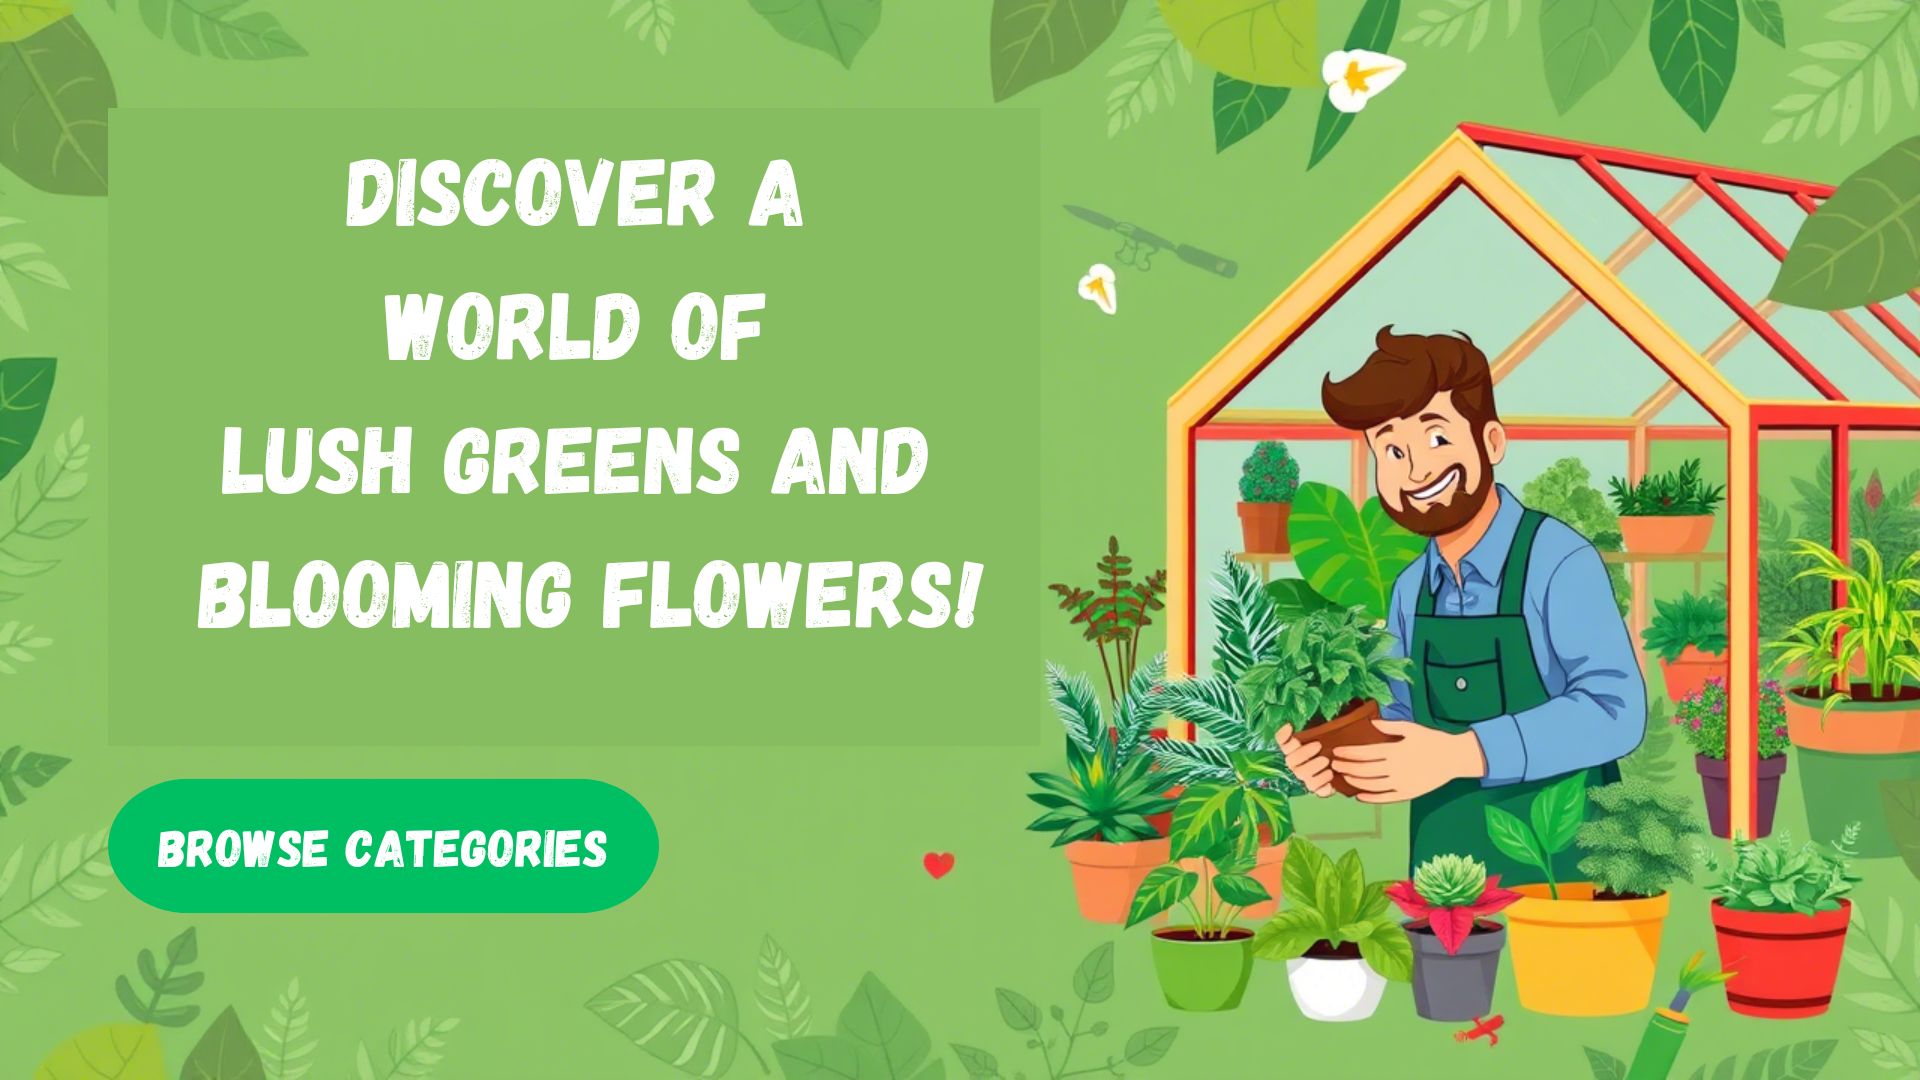 DISCOVER A
WORLD OF
LUSH GREENS AND
BLOOMING FLOWERS!
BROWSE CATEGORIES